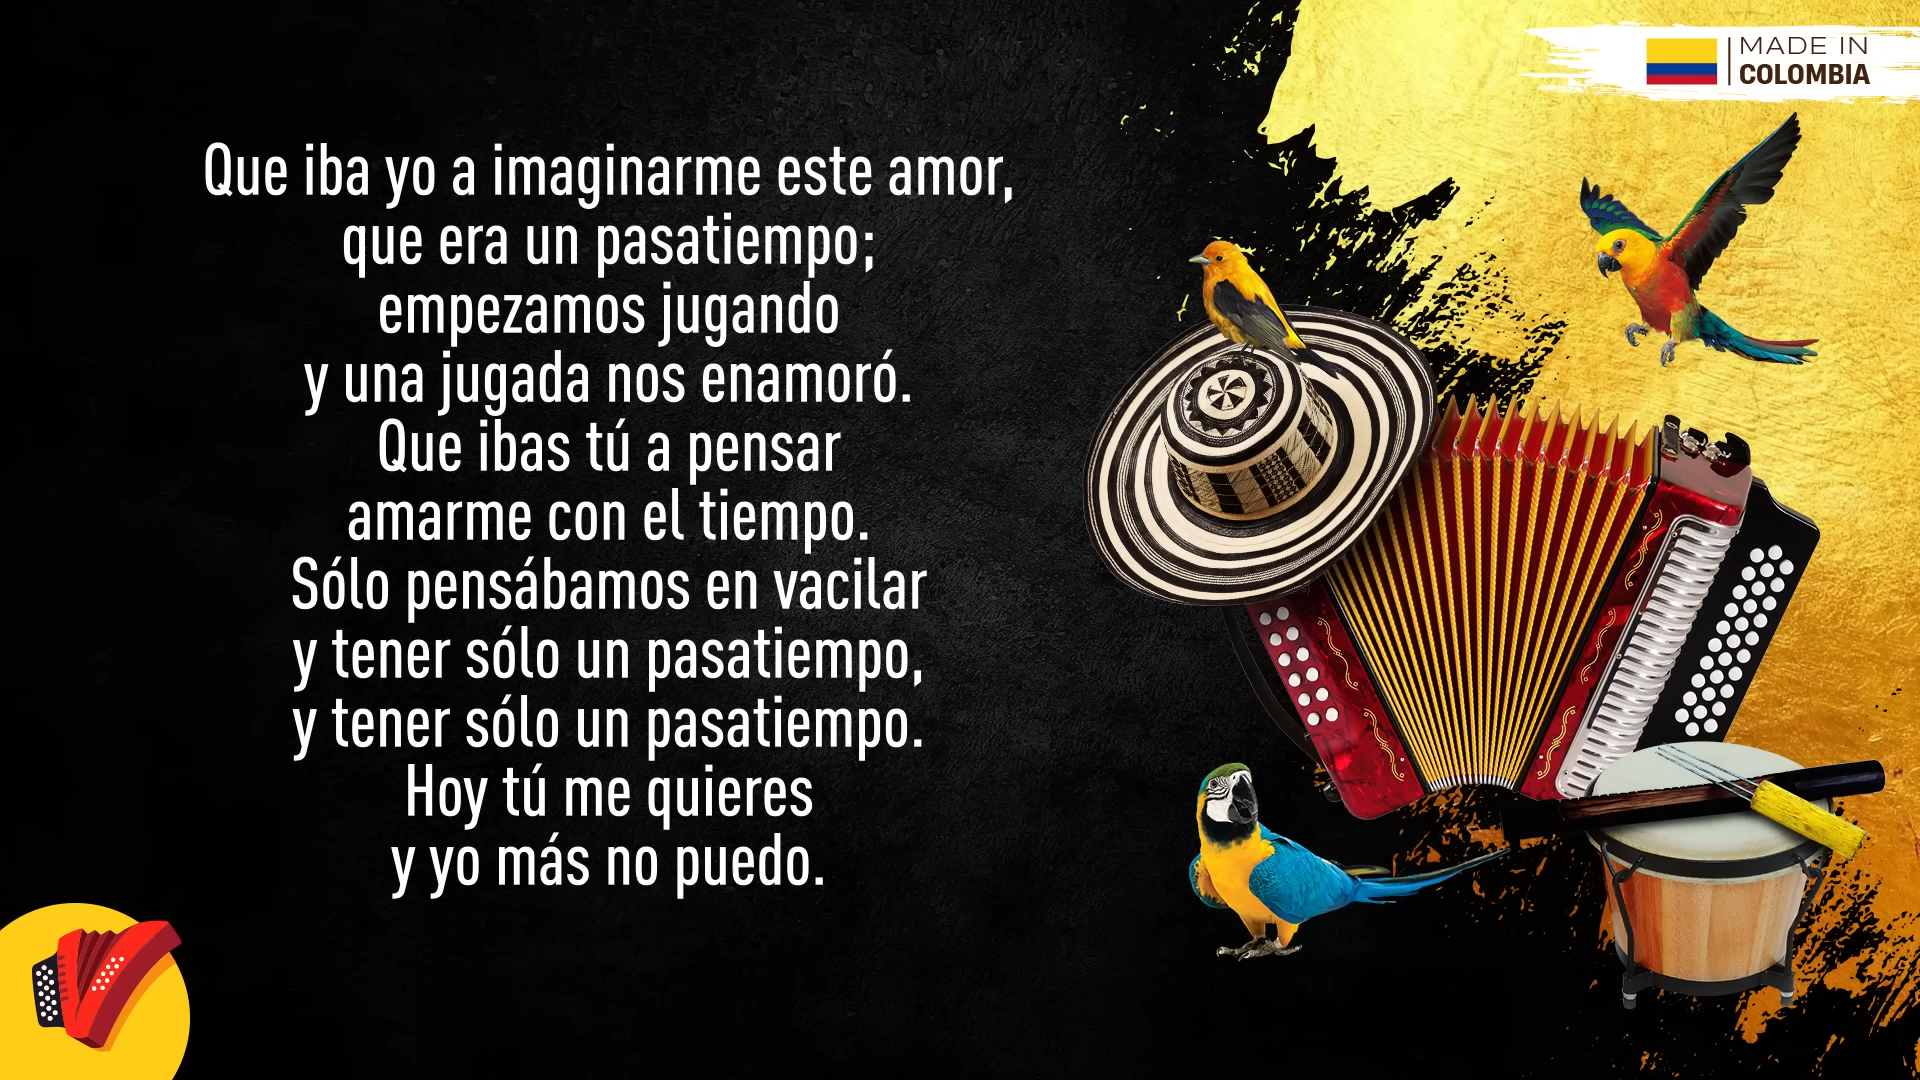 MADE IN
COLOMBIA
Que iba yo a imaginarme este amor,
que era un pasatiempo;
empezamos jugando
y una jugada nos enamoró.
Que ibas tú a pensar
amarme con el tiempo.
Sólo pensábamos en vacilar
y tener sólo un pasatiempo,
y tener sólo un pasatiempo.
Hoy tú me quieres
y yo más no puedo.